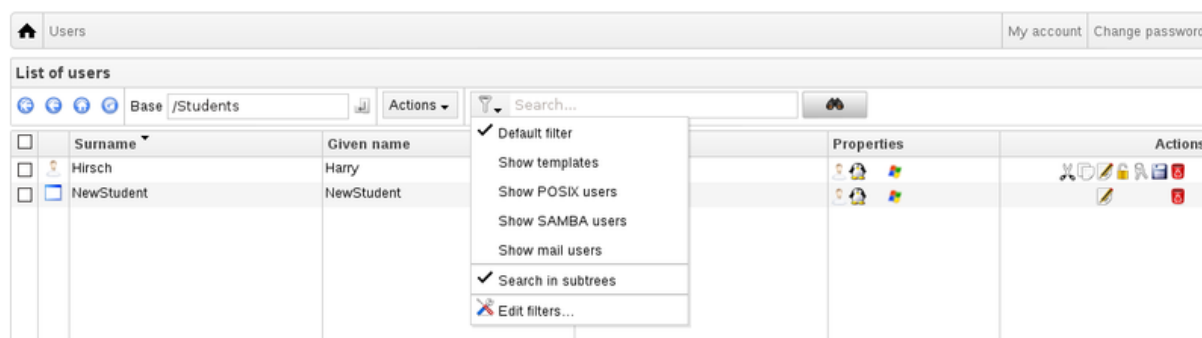 Users My account Change password
List of users
Base /Students Actions Search...
Surname Given name Properties Actions
Hirsch Harry
NewStudent NewStudent
Default filter
Show templates
Show POSIX users
Show SAMBA users
Show mail users
Search in subtrees
Edit filters...